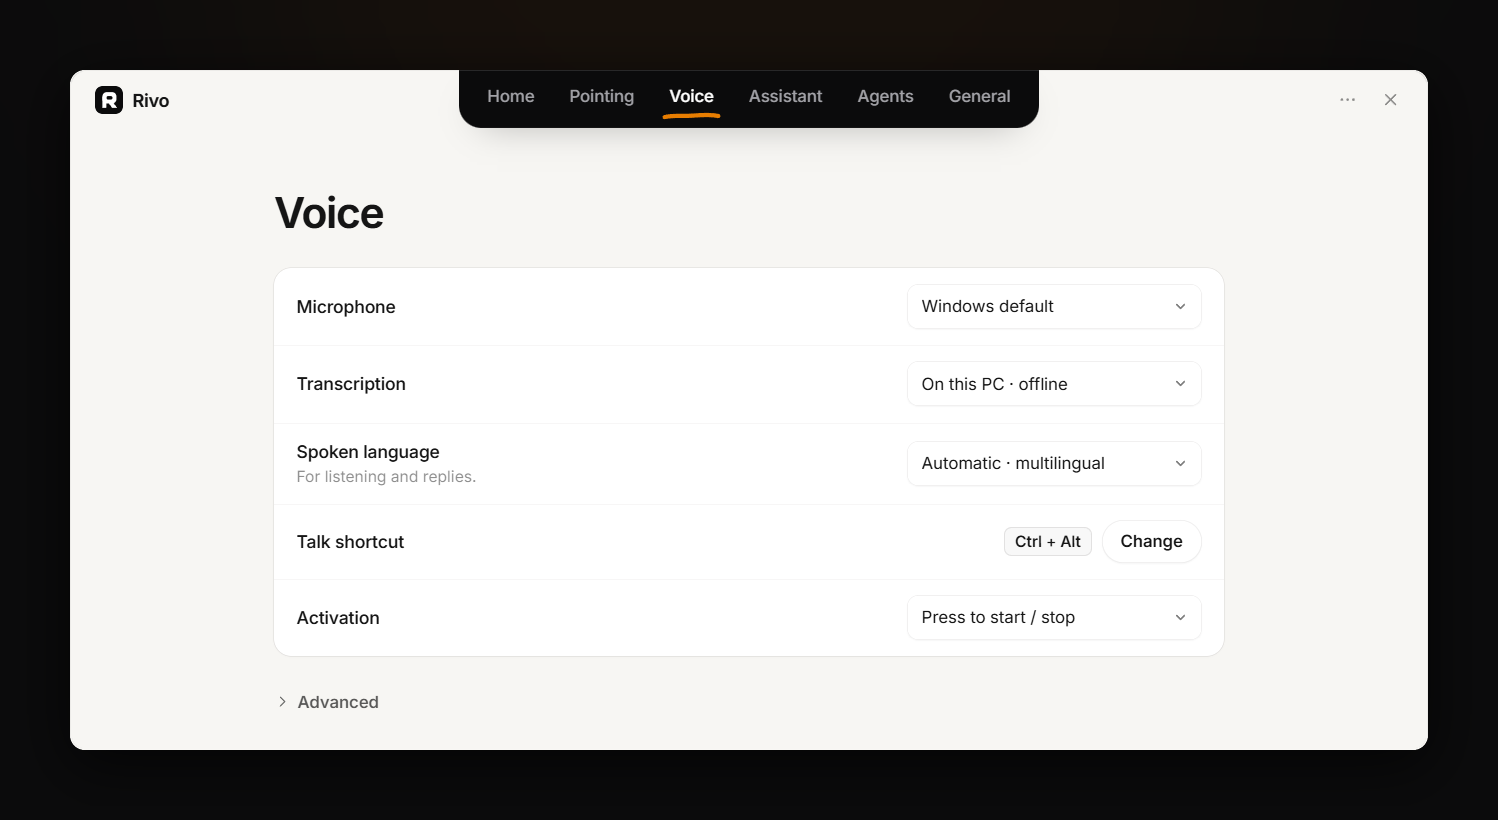 Rivo
Home Pointing Voice Assistant Agents General
Voice
Microphone Windows default
Transcription On this PC · offline
Spoken language Automatic · multilingual
For listening and replies.
Talk shortcut Ctrl + Alt Change
Activation Press to start / stop
Advanced